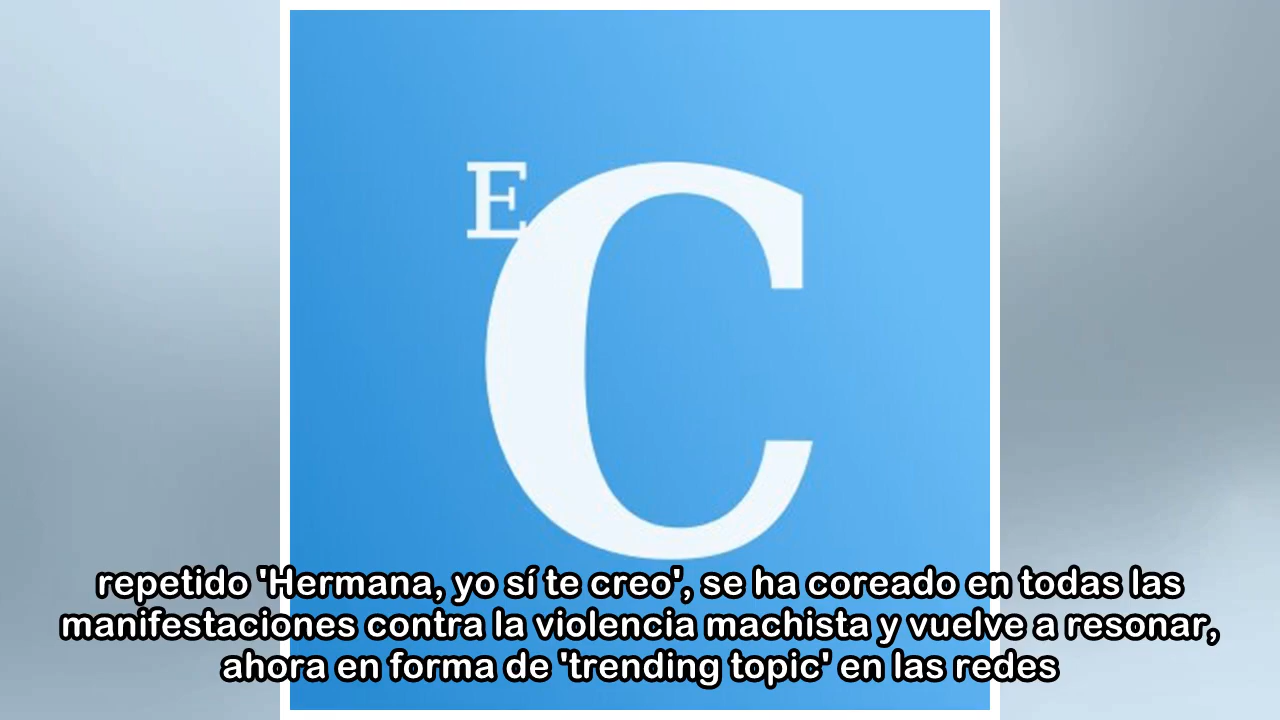 E
C
repetido 'Hermana, yo sí te creo', se ha coreado en todas las
manifestaciones contra la violencia machista y vuelve a resonar,
ahora en forma de 'trending topic' en las redes